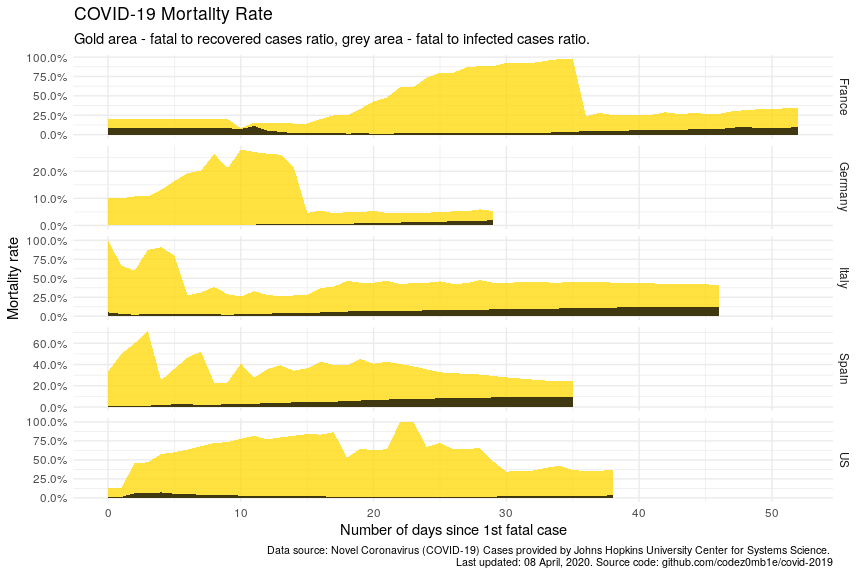 COVID-19 Mortality Rate
Gold area - fatal to recovered cases ratio, grey area - fatal to infected cases ratio.
Mortality rate
100.0%
75.0%
50.0%
25.0%
0.0%
France
20.0%
10.0%
0.0%
Germany
100.0%
75.0%
50.0%
25.0%
0.0%
Italy
60.0%
40.0%
20.0%
0.0%
Spain
100.0%
75.0%
50.0%
25.0%
0.0%
US
0 10 20 30 40 50
Number of days since 1st fatal case
Data source: Novel Coronavirus (COVID-19) Cases provided by Johns Hopkins University Center for Systems Science.
Last updated: 08 April, 2020. Source code: github.com/codez0mb1e/covid-2019